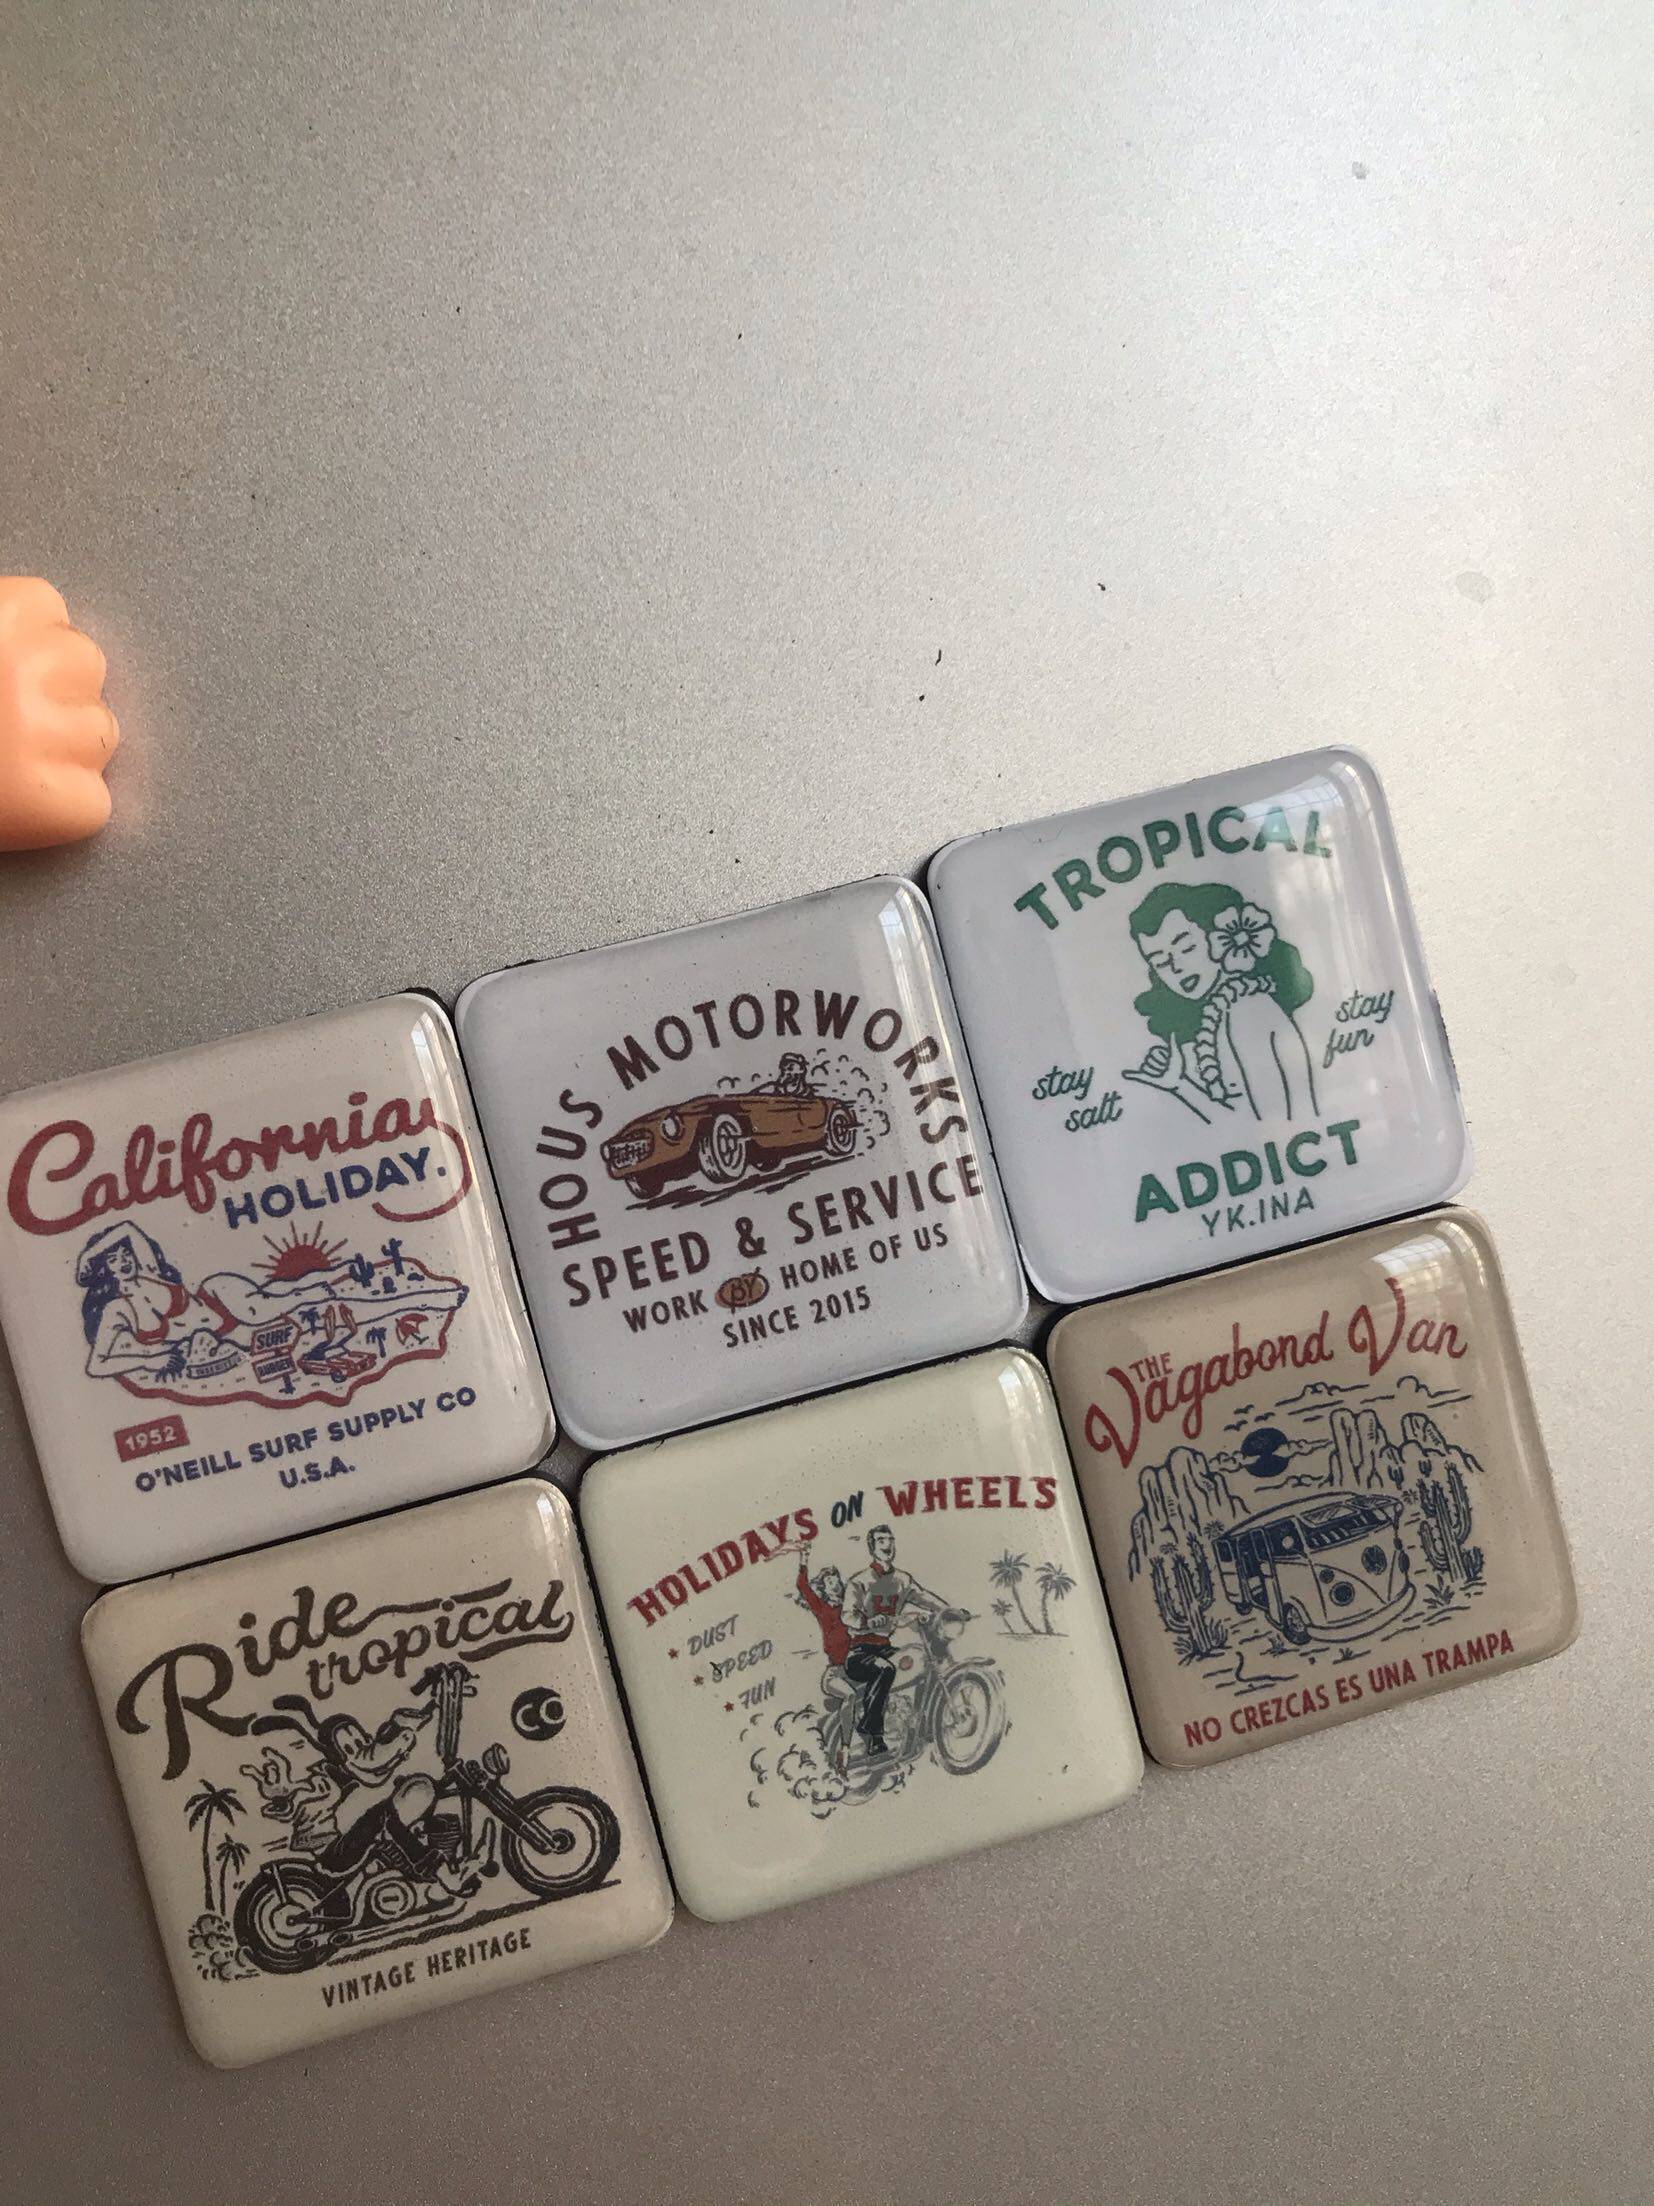 California
HOLIDAY.
SURF
1952
O'NEILL SURF SUPPLY CO
U.S.A.
HOUS MOTORWORKS
SPEED & SERVICE
WORK BY HOME OF US
SINCE 2015
TROPICAL
stay
salt
stay
fun
ADDICT
YK.INA
Ride
tropical
CO
VINTAGE HERITAGE
HOLIDAYS ON WHEELS
DUST
SPEED
FUN
THE
Vagabond Van
NO CREZCAS ES UNA TRAMPA